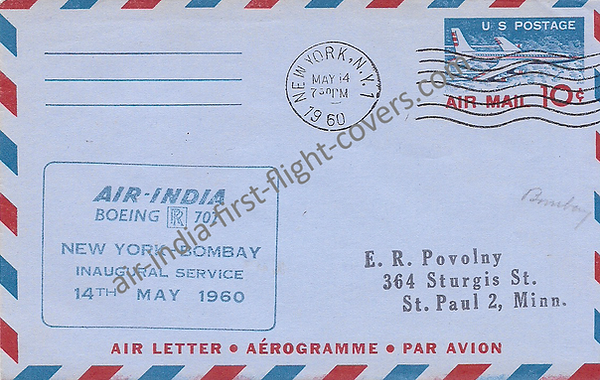 U S POSTAGE
AIR MAIL 10¢
NEW YORK, N.Y. 1
MAY 14
7 30 PM
1960
AIR-INDIA
BOEING RR 707
NEW YORK-BOMBAY
INAUGURAL SERVICE
14TH MAY 1960
Bombay
E. R. Povolny
364 Sturgis St.
St. Paul 2, Minn.
AIR LETTER • AÉROGRAMME • PAR AVION
air-india-first-flight-covers.com